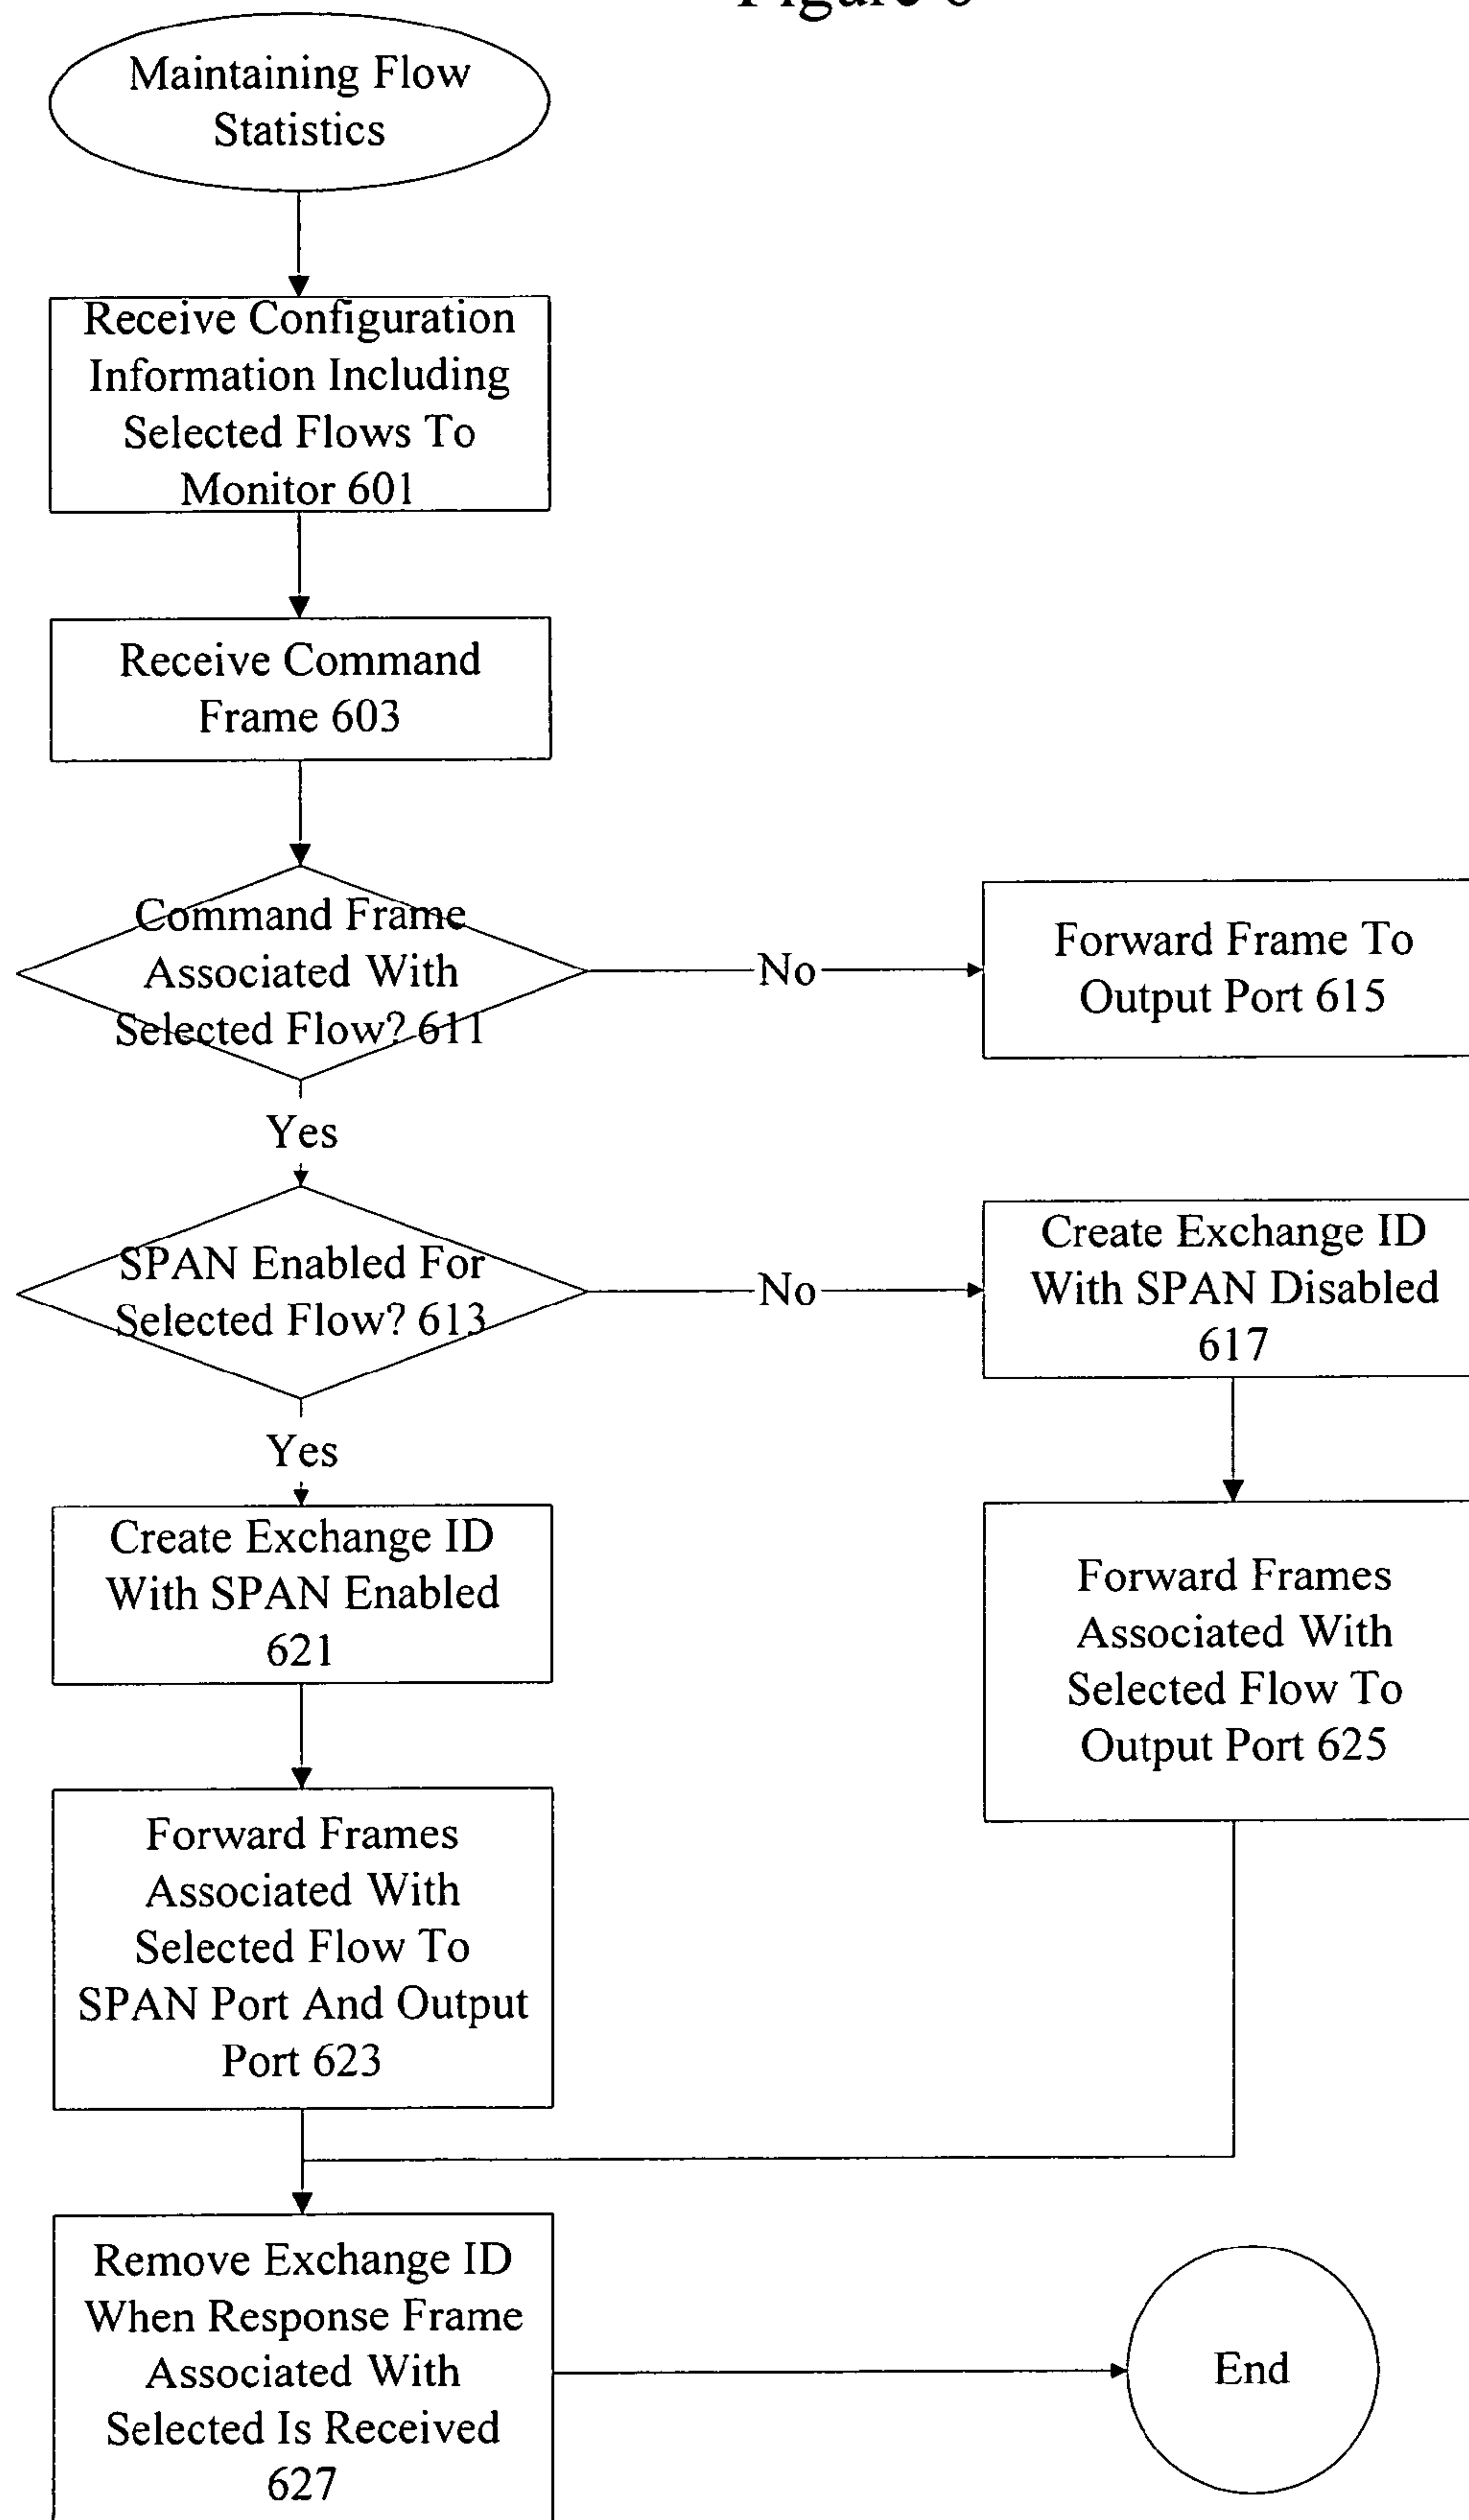 Maintaining Flow
Statistics
Receive Configuration
Information Including
Selected Flows To
Monitor 601
Receive Command
Frame 603
Command Frame
Associated With
Selected Flow? 611
No
Forward Frame To
Output Port 615
Yes
SPAN Enabled For
Selected Flow? 613
No
Create Exchange ID
With SPAN Disabled
617
Yes
Create Exchange ID
With SPAN Enabled
621
Forward Frames
Associated With
Selected Flow To
Output Port 625
Forward Frames
Associated With
Selected Flow To
SPAN Port And Output
Port 623
Remove Exchange ID
When Response Frame
Associated With
Selected Is Received
627
End